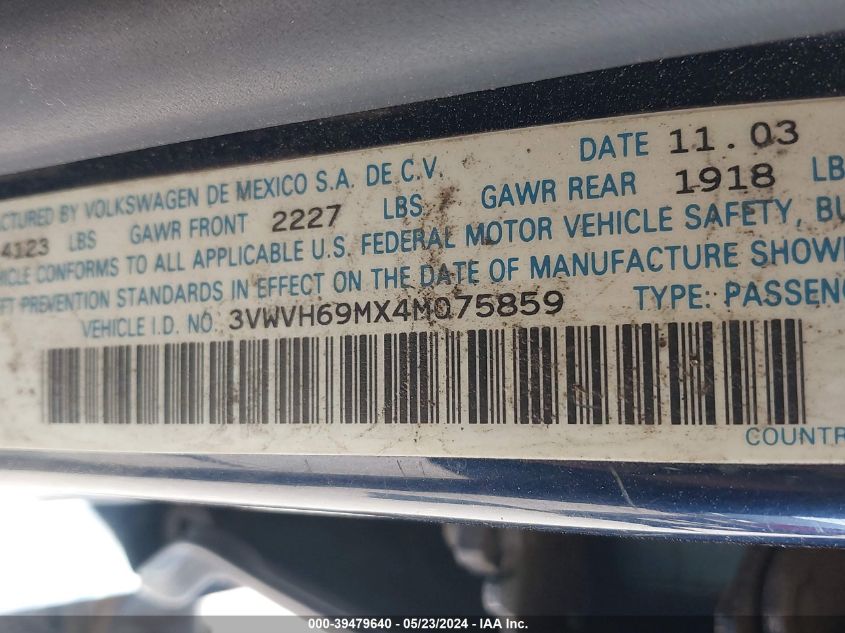 DATE 11.03
ACTURED BY VOLKSWAGEN DE MEXICO S.A. DE C.V.
4123 LBS GAWR FRONT 2227 LBS GAWR REAR 1918 LB
HICLE CONFORMS TO ALL APPLICABLE U.S. FEDERAL MOTOR VEHICLE SAFETY, BU
FT PREVENTION STANDARDS IN EFFECT ON THE DATE OF MANUFACTURE SHOW
VEHICLE I.D. NO. 3VWVH69MX4M075859 TYPE: PASSEN
COUNTR
000-39479640 - 05/23/2024 - IAA Inc.